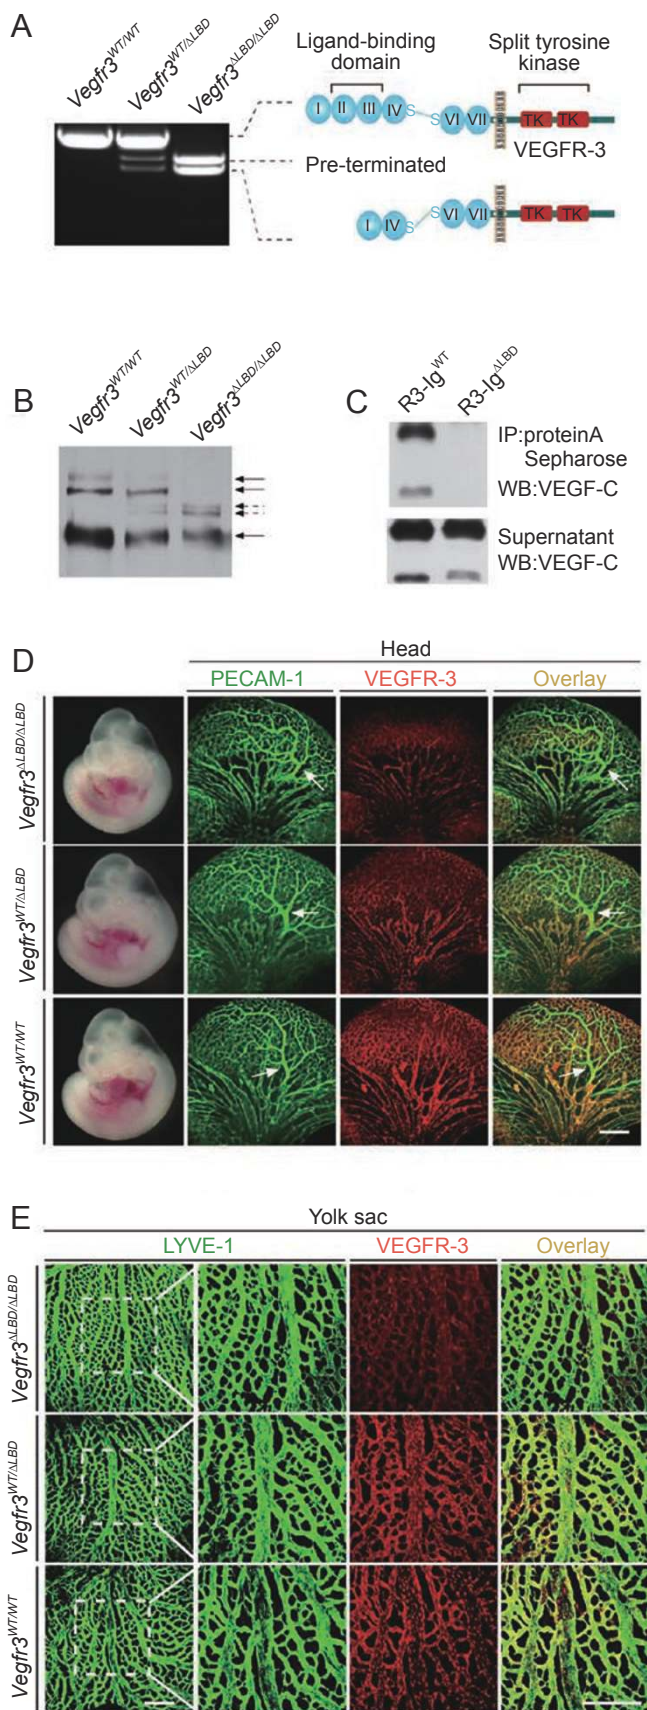 A
Vegfr3WT/WT
Vegfr3WT/ΔLBD
Vegfr3ΔLBD/ΔLBD
Ligand-binding
domain
Split tyrosine
kinase
I II III IV S S VI VII TK TK
VEGFR-3
Pre-terminated
I IV S S VI VII TK TK
B
Vegfr3WT/WT
Vegfr3WT/ΔLBD
Vegfr3ΔLBD/ΔLBD
C
R3-IgWT
R3-IgΔLBD
IP:proteinA
Sepharose
WB:VEGF-C
Supernatant
WB:VEGF-C
D
Head
PECAM-1 VEGFR-3 Overlay
Vegfr3ΔLBD/ΔLBD
Vegfr3WT/ΔLBD
Vegfr3WT/WT
E
Yolk sac
LYVE-1 VEGFR-3 Overlay
Vegfr3ΔLBD/ΔLBD
Vegfr3WT/ΔLBD
Vegfr3WT/WT